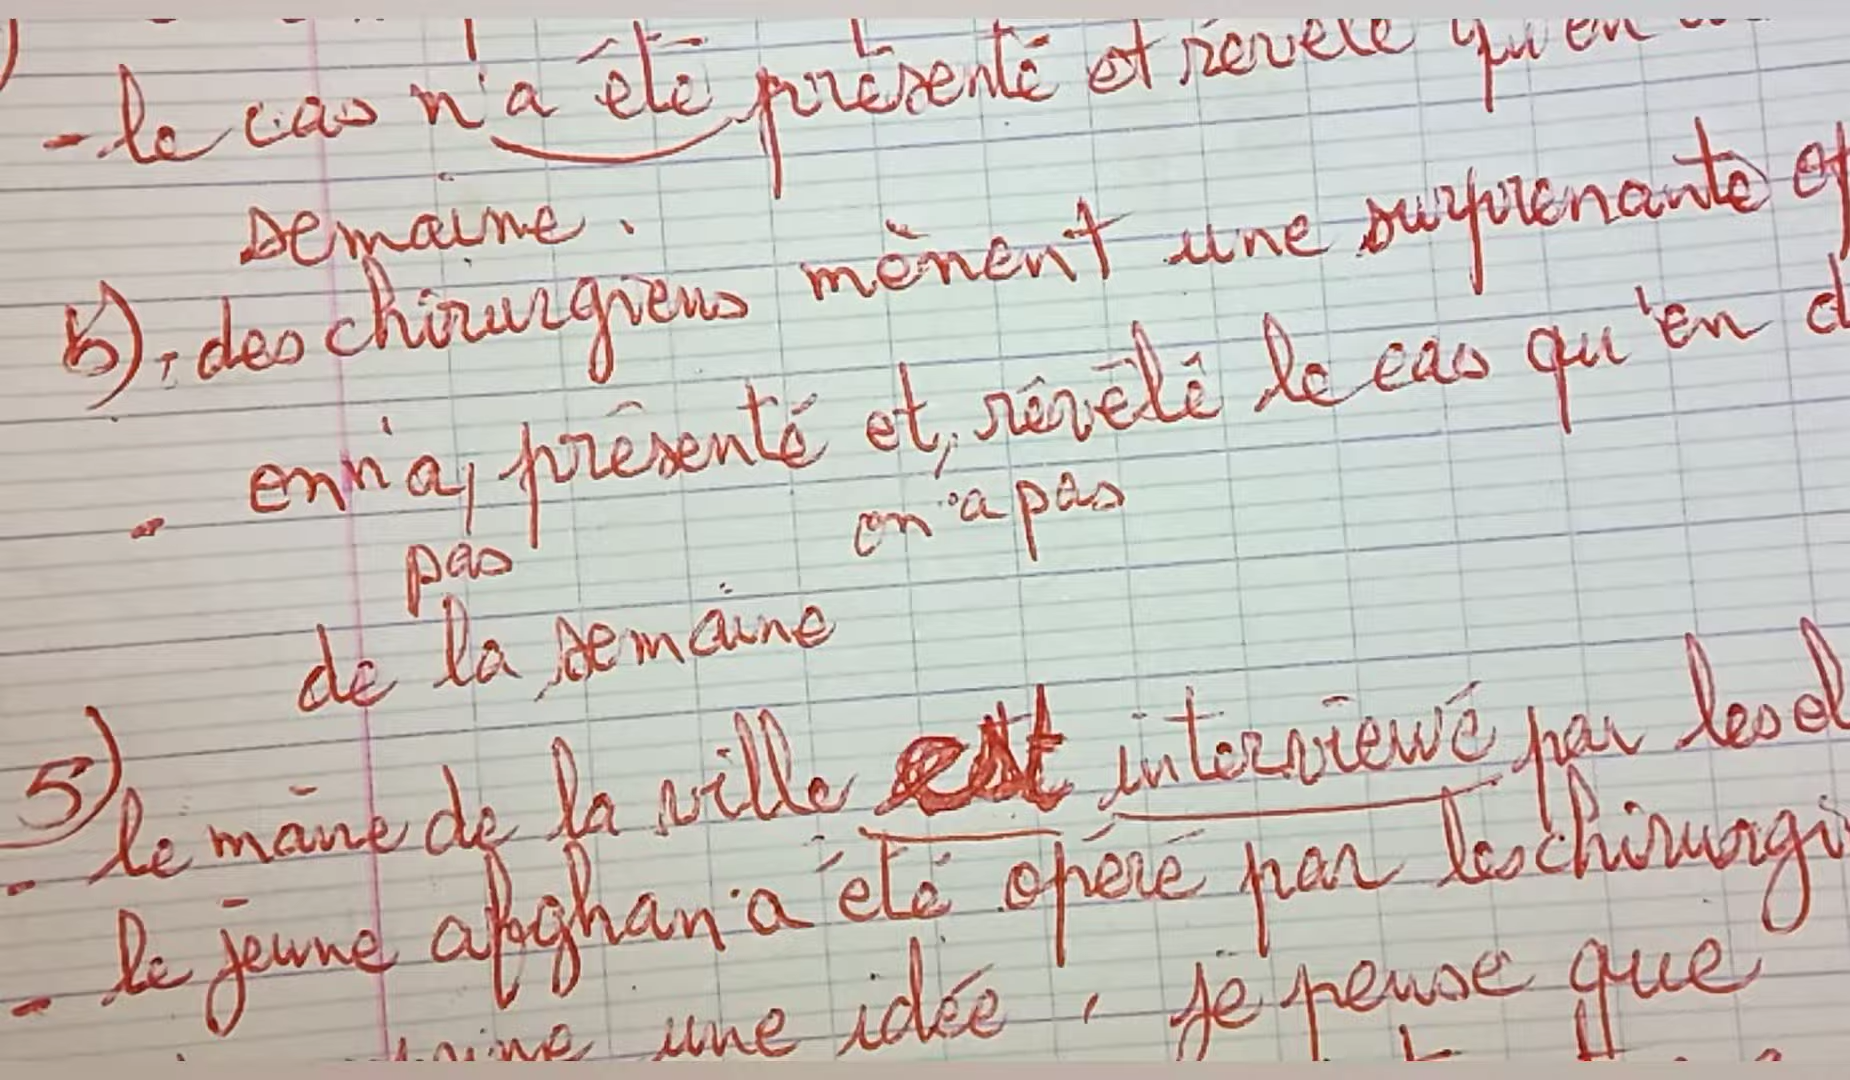 - le cas n'a été présenté et révélé qu'en
semaine.
b), des chirurgiens mènent une surprenante
- en n'a, présenté et, révélé le cas qu'en d
pas
on a pas
de la semaine
5)
- le maire de la ville est interviewé par les él
- le jeune afghan a été opéré par les chirurgi
une idée, je pense que